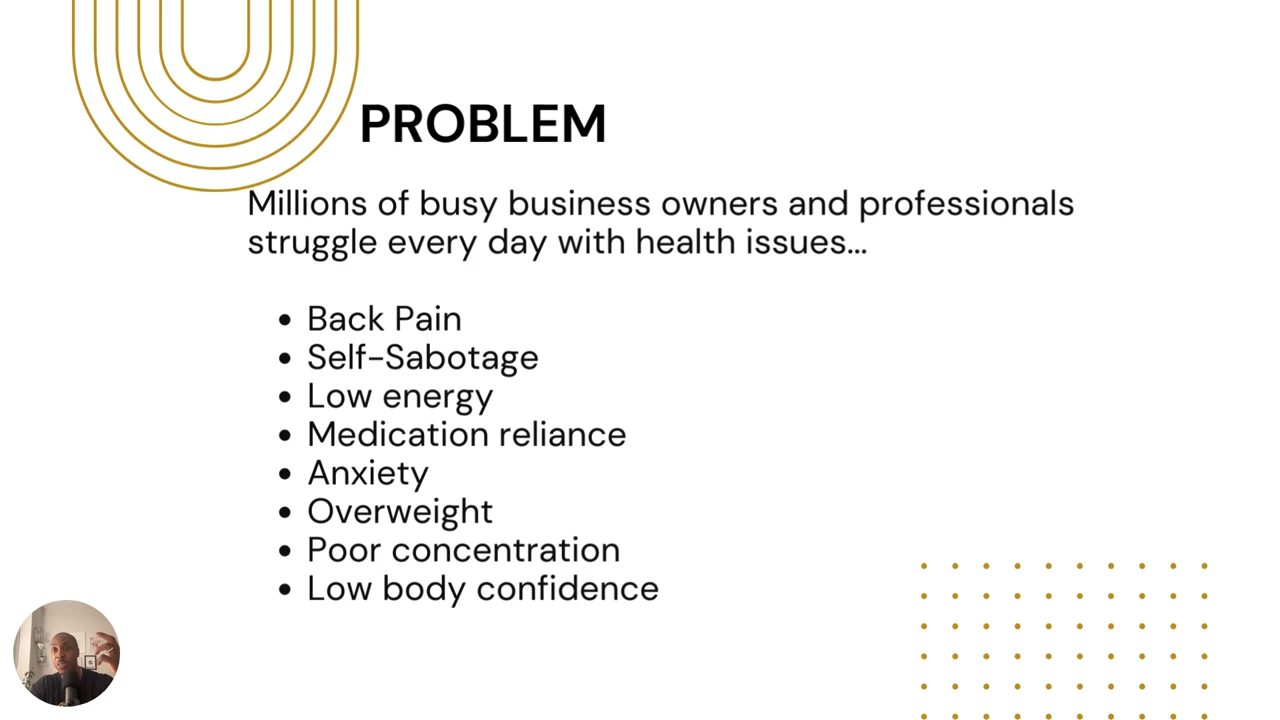 PROBLEM
Millions of busy business owners and professionals
struggle every day with health issues...
• Back Pain
• Self-Sabotage
• Low energy
• Medication reliance
• Anxiety
• Overweight
• Poor concentration
• Low body confidence